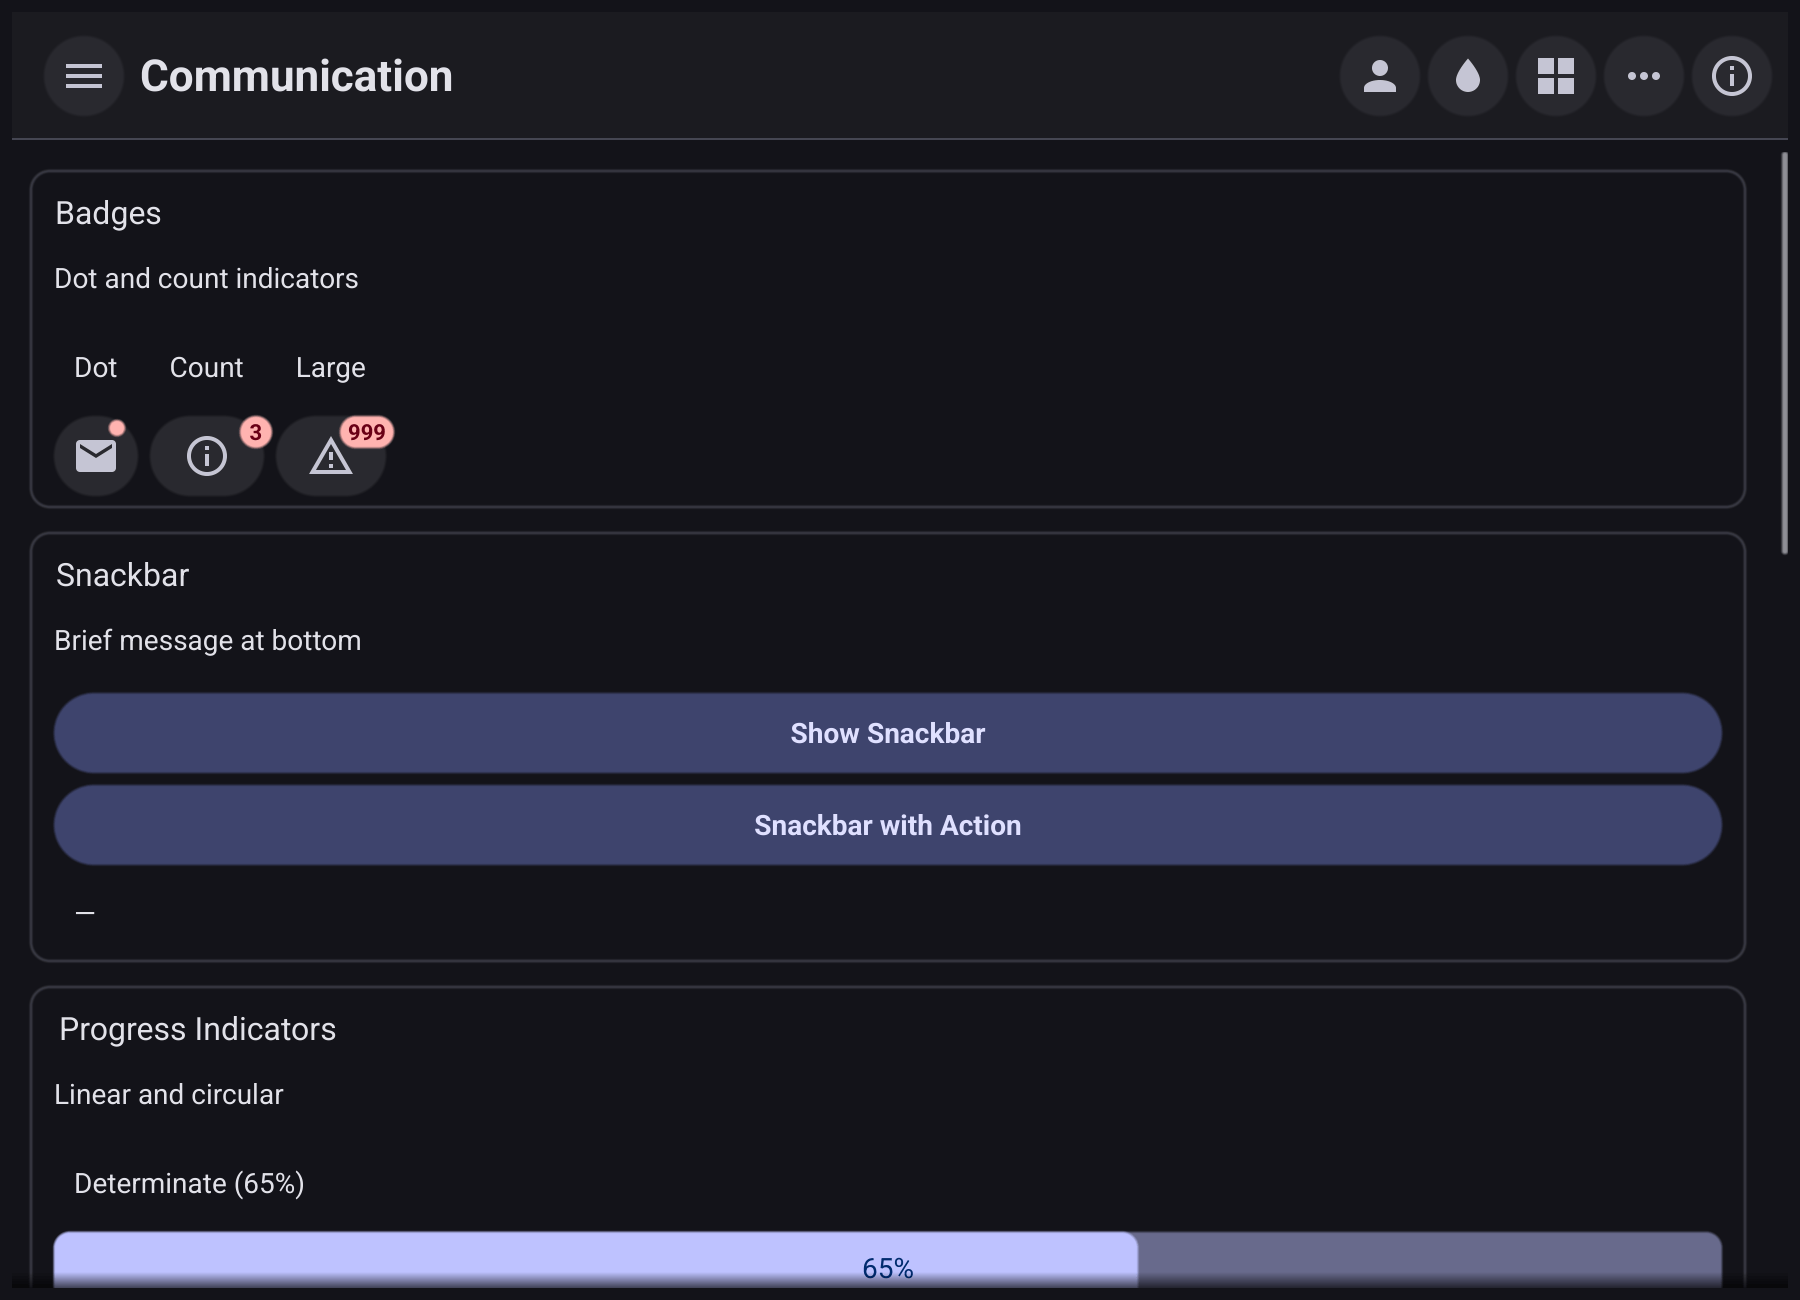 Communication
Badges
Dot and count indicators
Dot Count Large
3 999
Snackbar
Brief message at bottom
Show Snackbar
Snackbar with Action
—
Progress Indicators
Linear and circular
Determinate (65%)
65%